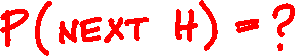 P(NEXT H) = ?